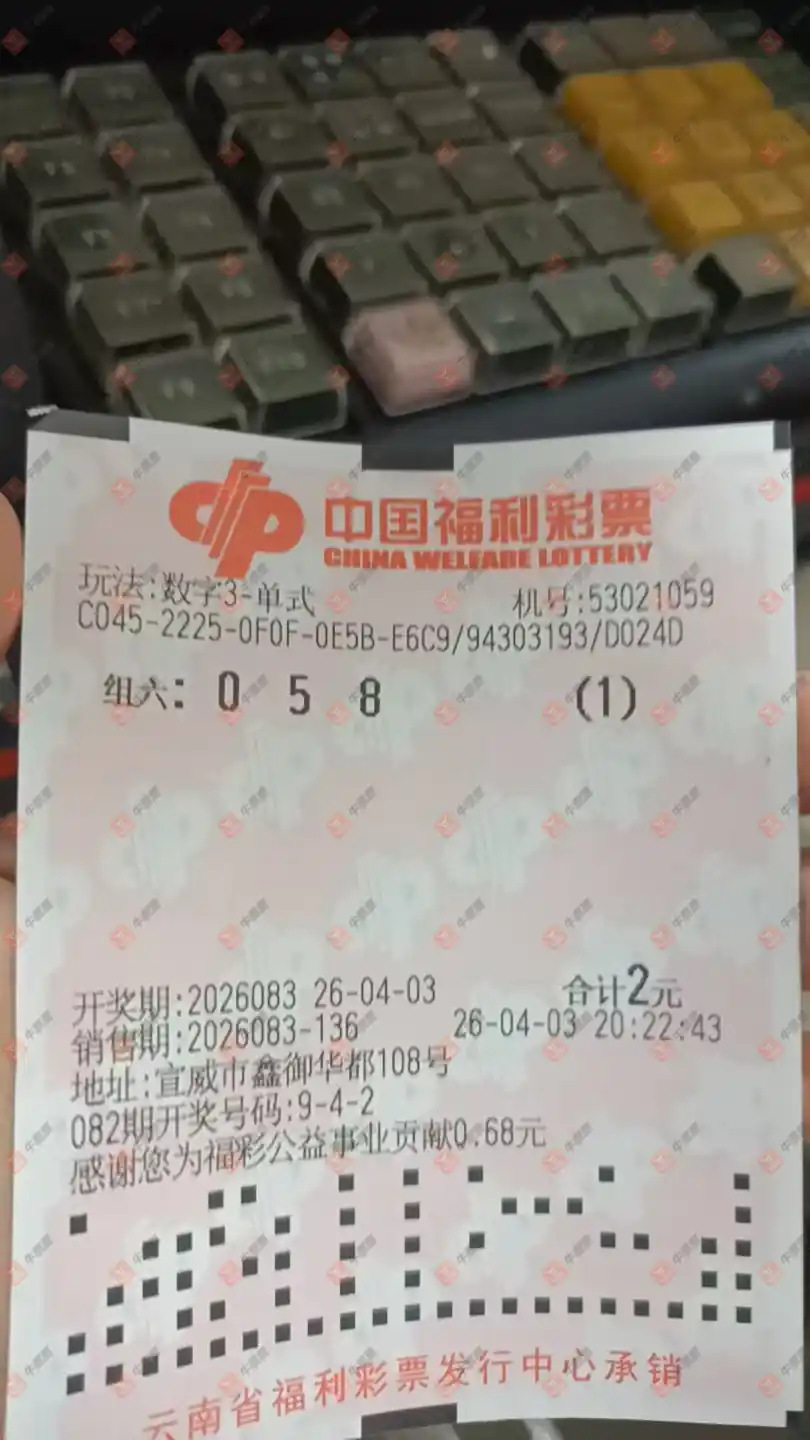 中国福利彩票
CHINA WELFARE LOTTERY
玩法:数字3-单式 机号:53021059
C045-2225-0F0F-0E5B-E6C9/94303193/D024D
组六: 0 5 8 (1)
开奖期:2026083 26-04-03 合计2元
销售期:2026083-136 26-04-03 20:22:43
地址:宣威市鑫御华都108号
082期开奖号码:9-4-2
感谢您为福彩公益事业贡献0.68元
云南省福利彩票发行中心承销